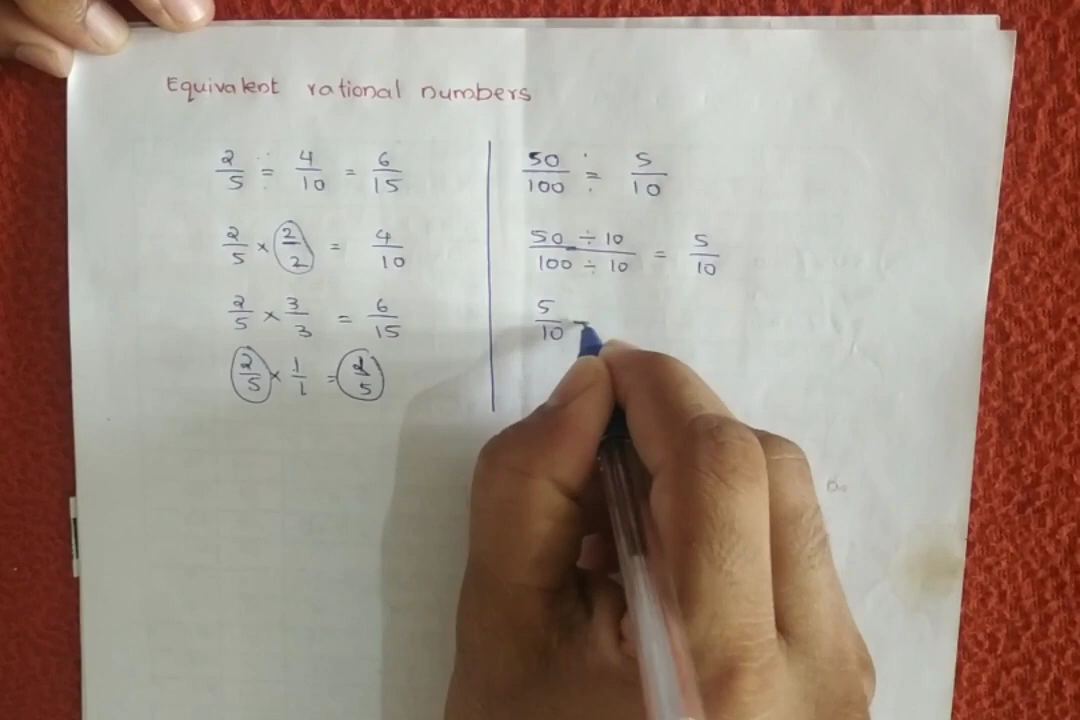 Equivalent rational numbers
2/5 = 4/10 = 6/15
2/5 × 2/2 = 4/10
2/5 × 3/3 = 6/15
2/5 × 1/1 = 2/5
50/100 = 5/10
50 ÷ 10 / 100 ÷ 10 = 5/10
5/10